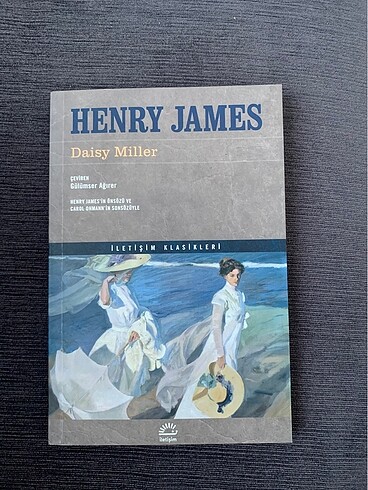 HENRY JAMES
Daisy Miller
ÇEVİREN
Gülümser Ağırer
HENRY JAMES'İN ÖNSÖZÜ VE
CAROL OHMANN'IN SONSÖZÜYLE
İLETİŞİM KLASİKLERİ
iletişim